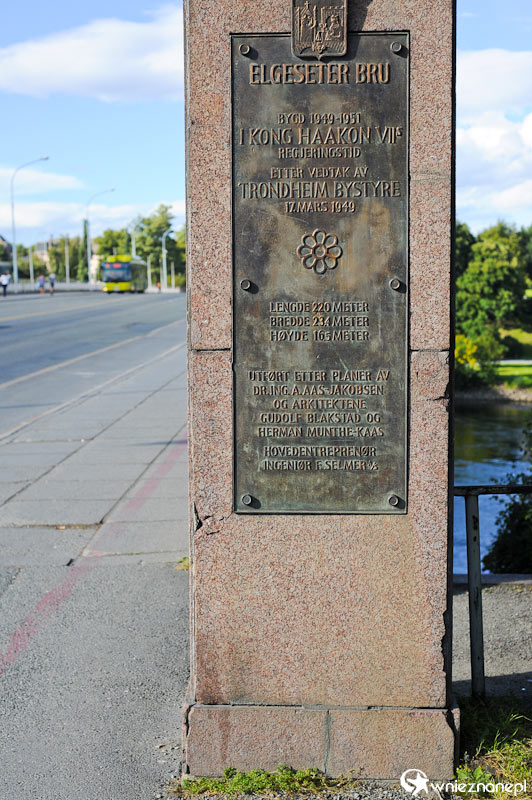 ELGESETER BRU
BYGD 1949-1951
I KONG HAAKON VII's
REGJERINGSTID
ETTER VEDTAK AV
TRONDHEIM BYSTYRE
17. MARS 1949
LENGDE 220 METER
BREDDE 23.4 METER
HØYDE 16.5 METER
UTFØRT ETTER PLANER AV
DR. ING. A. AAS-JAKOBSEN
OG ARKITEKTENE
GUDOLF BLAKSTAD OG
HERMAN MUNTHE-KAAS
HOVEDENTREPRENØR
INGENIØR F. SELMER A/S
wnieznane.pl